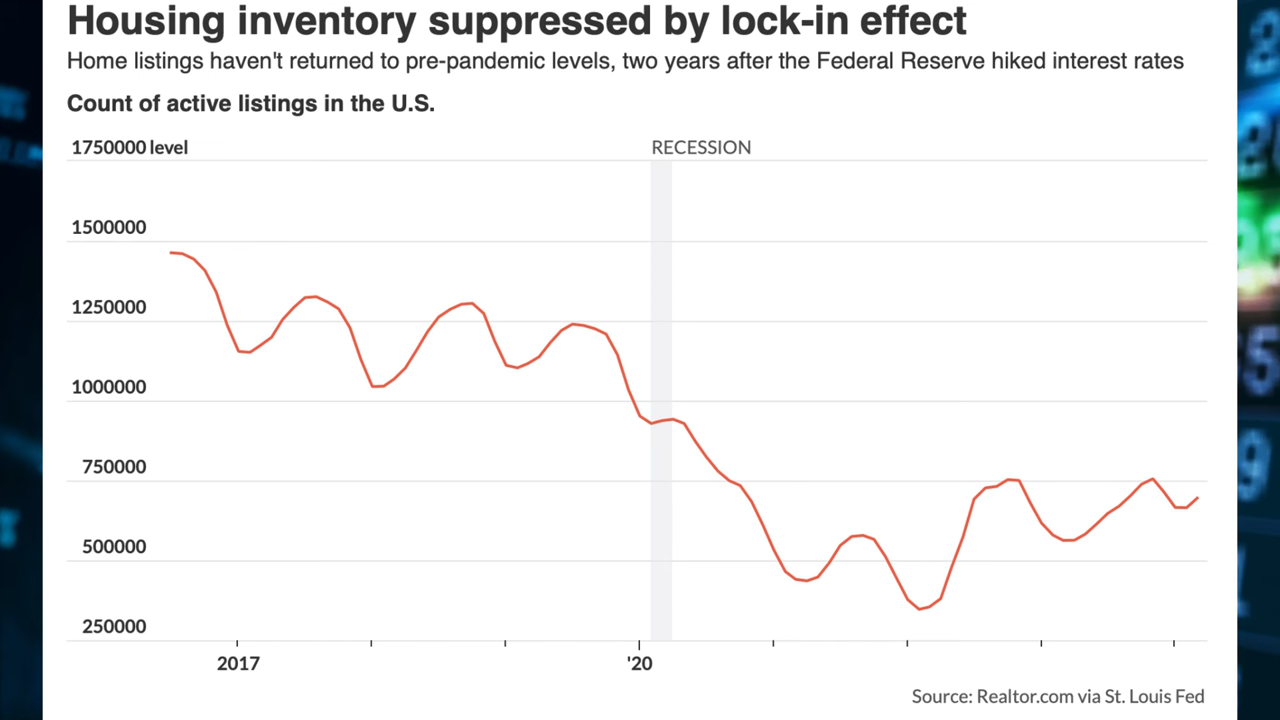 Housing inventory suppressed by lock-in effect
Home listings haven't returned to pre-pandemic levels, two years after the Federal Reserve hiked interest rates
Count of active listings in the U.S.
1750000 level
RECESSION
1500000
1250000
1000000
750000
500000
250000
2017
'20
Source: Realtor.com via St. Louis Fed